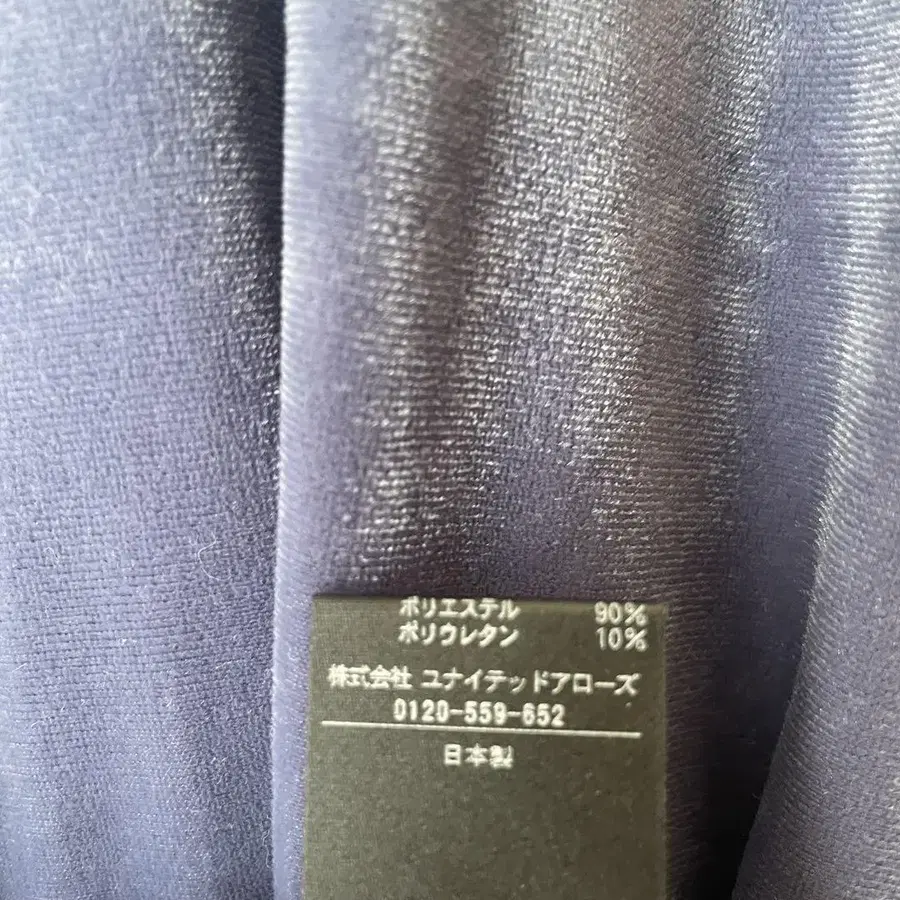 ポリエステル 90%
ポリウレタン 10%
株式会社 ユナイテッドアローズ
0120-559-652
日本製